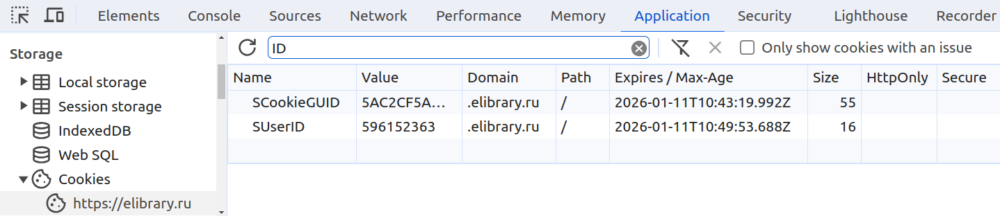 Elements Console Sources Network Performance Memory Application Security Lighthouse Recorder
Storage
Local storage
Session storage
IndexedDB
Web SQL
Cookies
https://elibrary.ru
ID
Only show cookies with an issue
Name Value Domain Path Expires / Max-Age Size HttpOnly Secure
SCookieGUID 5AC2CF5A… .elibrary.ru / 2026-01-11T10:43:19.992Z 55
SUserID 596152363 .elibrary.ru / 2026-01-11T10:49:53.688Z 16